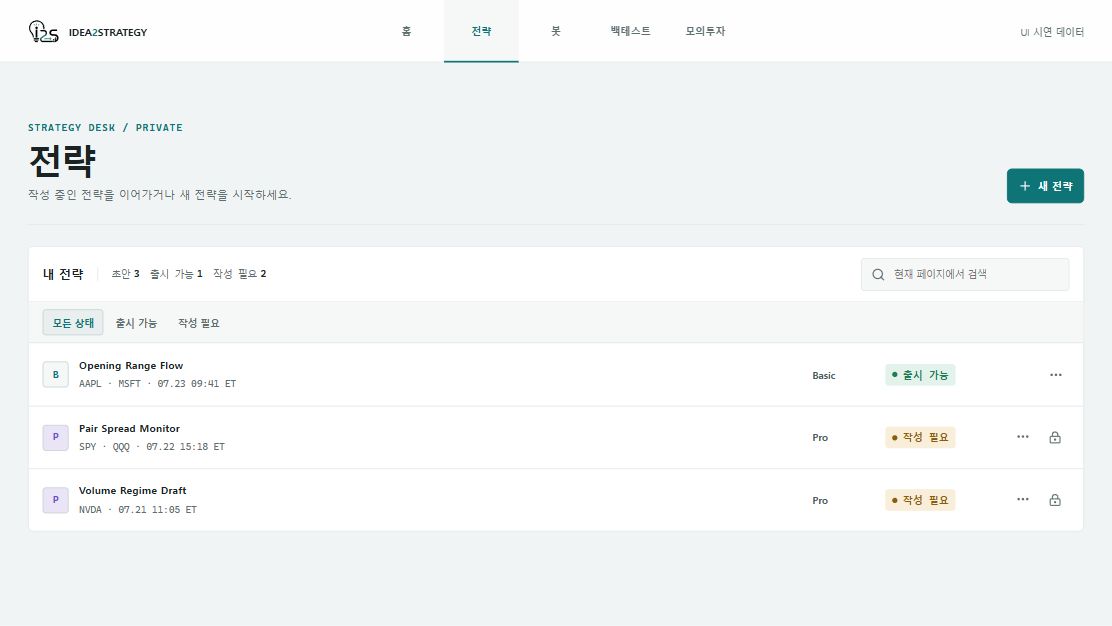 i2s IDEA2STRATEGY
홈
전략
봇
백테스트
모의투자
UI 시연 데이터
STRATEGY DESK / PRIVATE
전략
작성 중인 전략을 이어가거나 새 전략을 시작하세요.
+ 새 전략
내 전략
초안 3 출시 가능 1 작성 필요 2
현재 페이지에서 검색
모든 상태
출시 가능
작성 필요
B
Opening Range Flow
AAPL · MSFT · 07.23 09:41 ET
Basic
출시 가능
P
Pair Spread Monitor
SPY · QQQ · 07.22 15:18 ET
Pro
작성 필요
P
Volume Regime Draft
NVDA · 07.21 11:05 ET
Pro
작성 필요